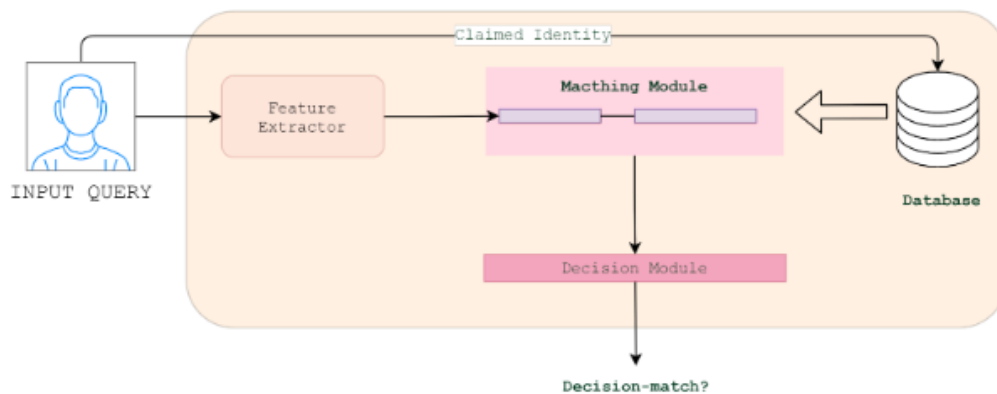 Claimed Identity
Feature
Extractor
Macthing Module
INPUT QUERY
Database
Decision Module
Decision-match?